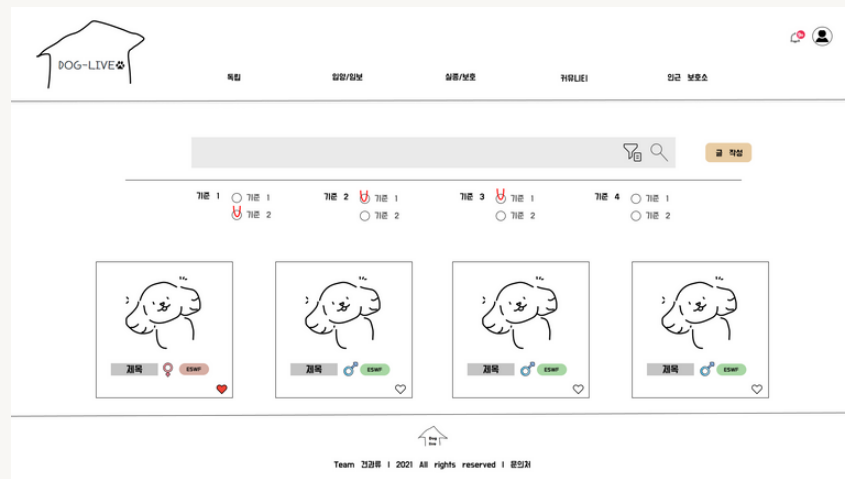 DOG-LIVE
독립 입양/임보 실종/보호 커뮤니티 인근 보호소
글 작성
기준 1 기준 1 기준 2 기준 1 기준 3 기준 1 기준 4 기준 1
기준 2 기준 2 기준 2 기준 2
제목 ESWF 제목 ESWF 제목 ESWF 제목 ESWF
Dog
live
Team 견과류 | 2021 All rights reserved | 문의처